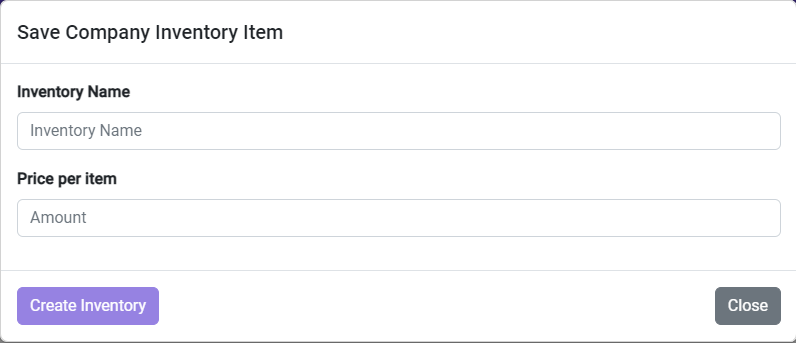 Save Company Inventory Item
Inventory Name
Inventory Name
Price per item
Amount
Create Inventory
Close